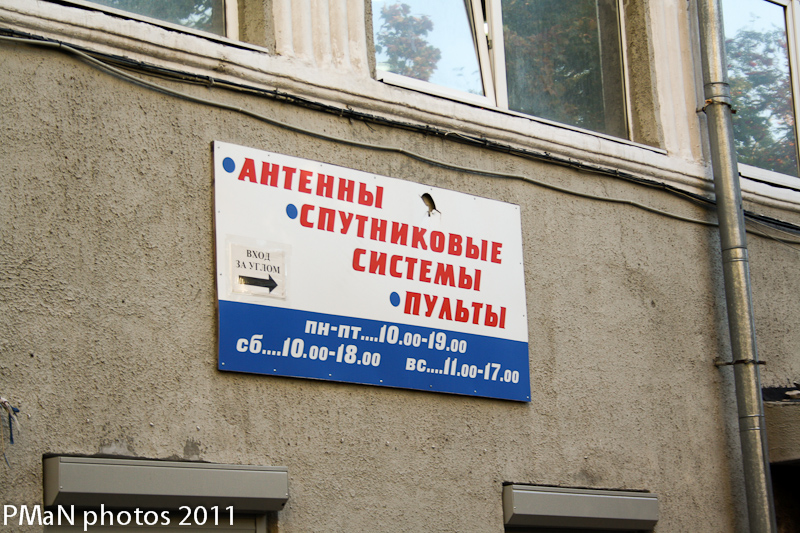 •АНТЕННЫ
•СПУТНИКОВЫЕ
СИСТЕМЫ
•ПУЛЬТЫ
ВХОД
ЗА УГЛОМ
пн-пт....10.00-19.00
сб....10.00-18.00 вс....11.00-17.00
PMaN photos 2011